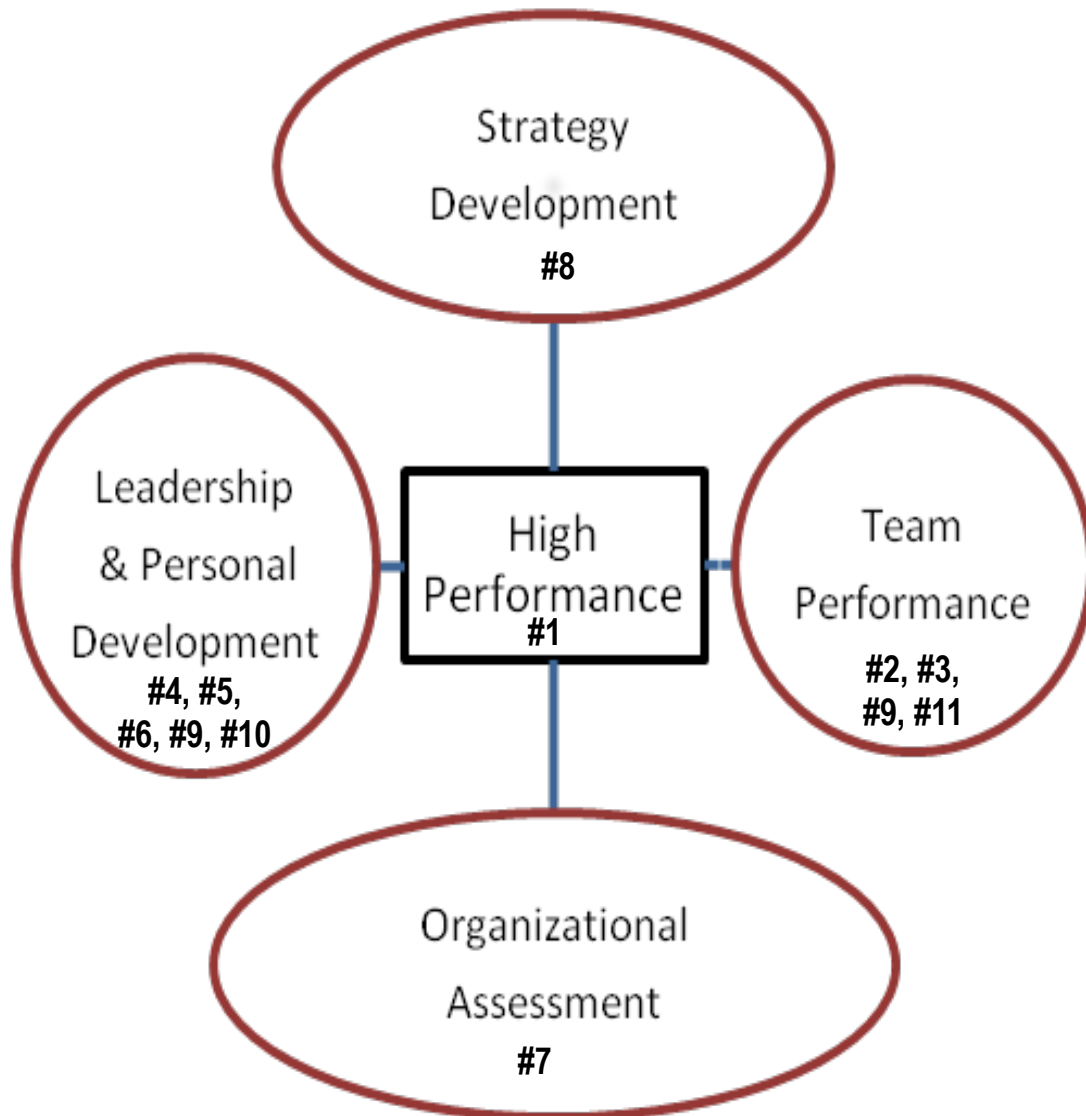 Strategy
Development
#8
Leadership
& Personal
Development
#4, #5,
#6, #9, #10
High
Performance
#1
Team
Performance
#2, #3,
#9, #11
Organizational
Assessment
#7